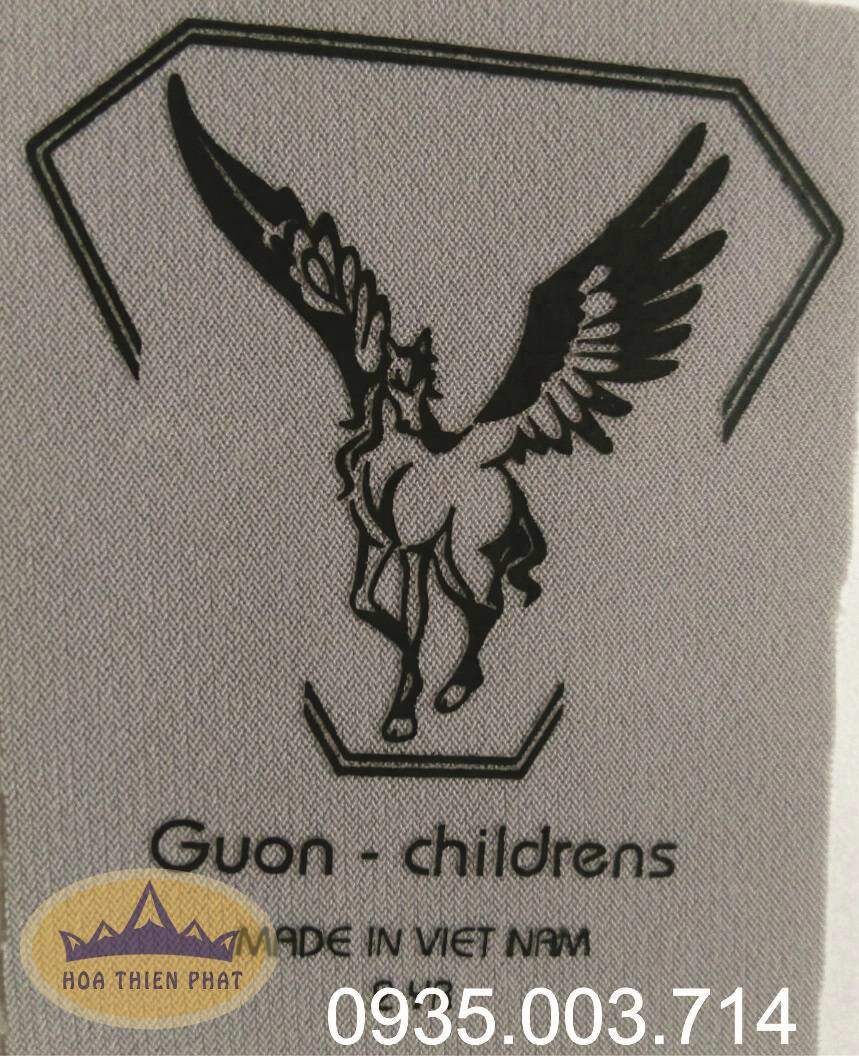 Guon - childrens
MADE IN VIET NAM
HOA THIEN PHAT
0935.003.714